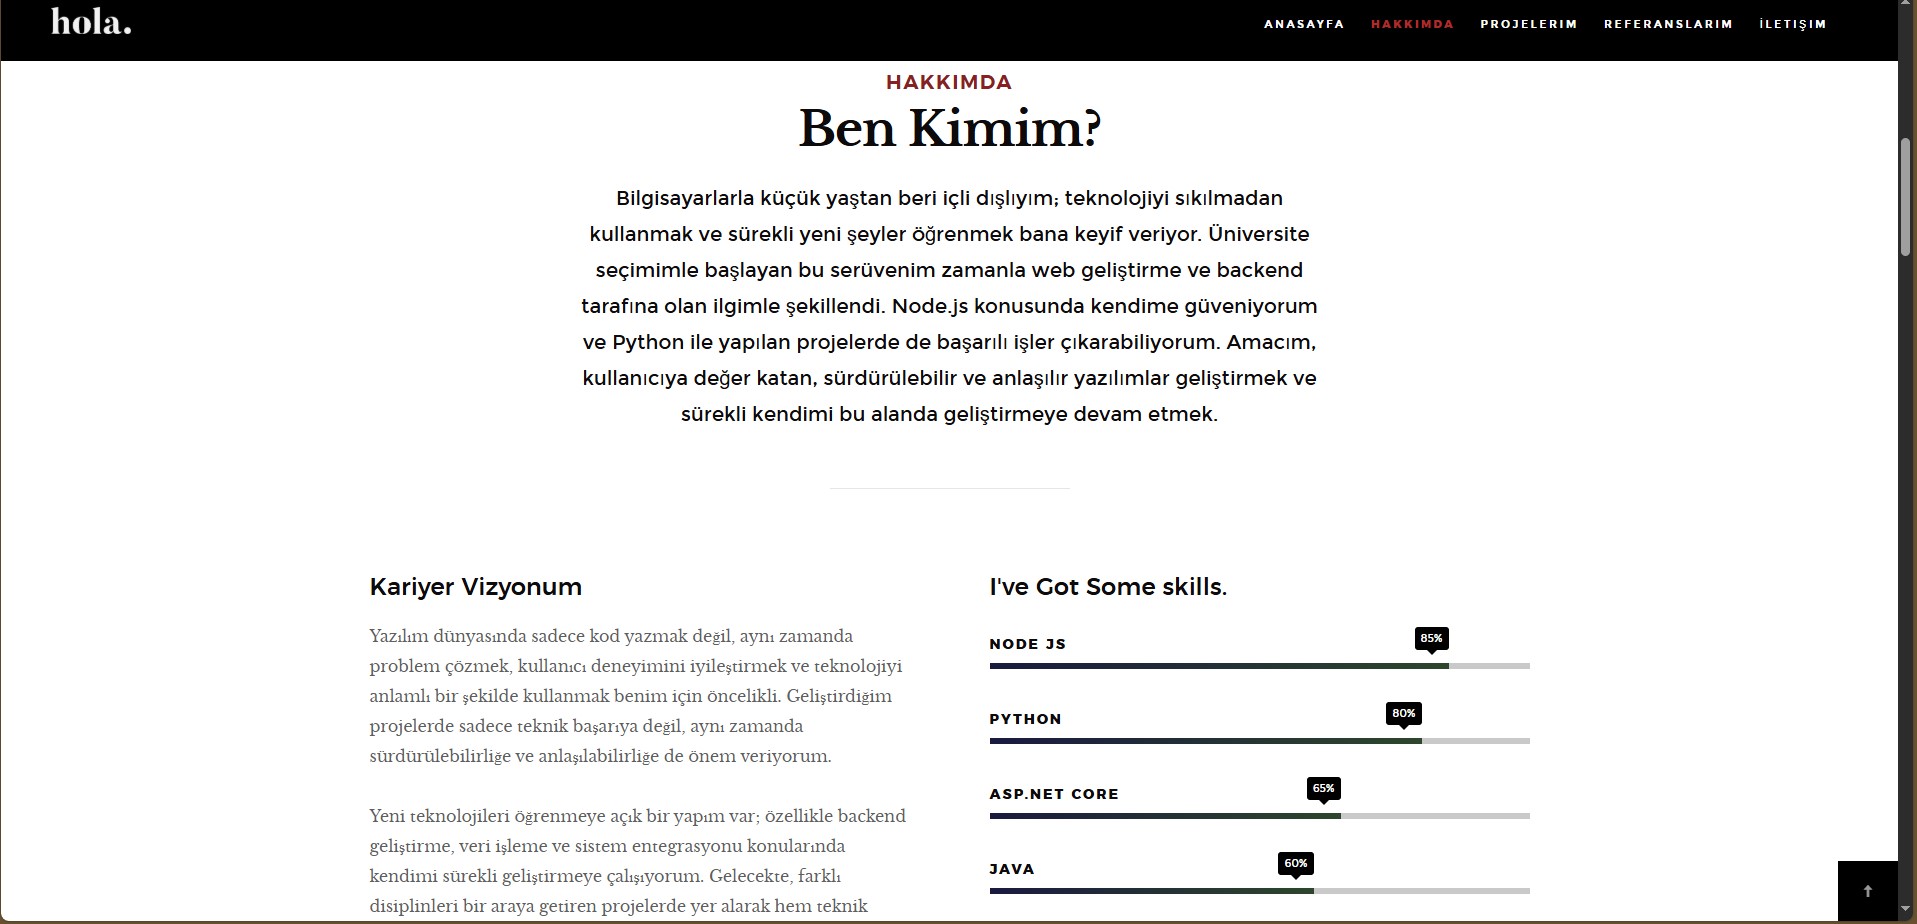 hola.
ANASAYFA HAKKIMDA PROJELERIM REFERANSLARIM İLETIŞIM
HAKKIMDA
Ben Kimim?
Bilgisayarlarla küçük yaştan beri içli dışlıyım; teknolojiyi sıkılmadan
kullanmak ve sürekli yeni şeyler öğrenmek bana keyif veriyor. Üniversite
seçimimle başlayan bu serüvenim zamanla web geliştirme ve backend
tarafına olan ilgimle şekillendi. Node.js konusunda kendime güveniyorum
ve Python ile yapılan projelerde de başarılı işler çıkarabiliyorum. Amacım,
kullanıcıya değer katan, sürdürülebilir ve anlaşılır yazılımlar geliştirmek ve
sürekli kendimi bu alanda geliştirmeye devam etmek.
Kariyer Vizyonum
Yazılım dünyasında sadece kod yazmak değil, aynı zamanda
problem çözmek, kullanıcı deneyimini iyileştirmek ve teknolojiyi
anlamlı bir şekilde kullanmak benim için öncelikli. Geliştirdiğim
projelerde sadece teknik başarıya değil, aynı zamanda
sürdürülebilirliğe ve anlaşılabilirliğe de önem veriyorum.
Yeni teknolojileri öğrenmeye açık bir yapım var; özellikle backend
geliştirme, veri işleme ve sistem entegrasyonu konularında
kendimi sürekli geliştirmeye çalışıyorum. Gelecekte, farklı
disiplinleri bir araya getiren projelerde yer alarak hem teknik
I've Got Some skills.
NODE JS 85%
PYTHON 80%
ASP.NET CORE 65%
JAVA 60%